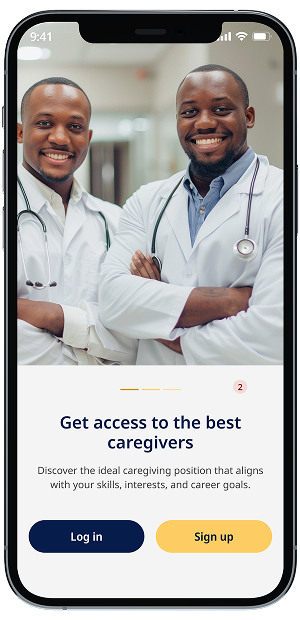 9:41
2
Get access to the best
caregivers
Discover the ideal caregiving position that aligns
with your skills, interests, and career goals.
Log in
Sign up